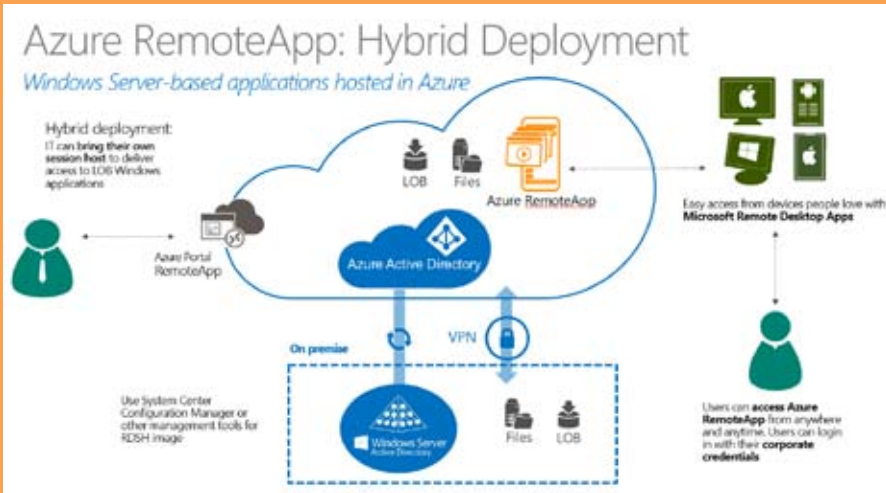 Azure RemoteApp: Hybrid Deployment
Windows Server-based applications hosted in Azure
Hybrid deployment:
IT can bring their own
session host to deliver
access to LOB Windows
applications
Azure Portal
RemoteApp
LOB
Files
Azure RemoteApp
Azure Active Directory
Easy access from devices people love with
Microsoft Remote Desktop Apps
On premise
VPN
Use System Center
Configuration Manager or
other management tools for
RDSH image
Windows Server
Active Directory
Files
LOB
Users can access Azure
RemoteApp from anywhere
and anytime. Users can login
in with their corporate
credentials